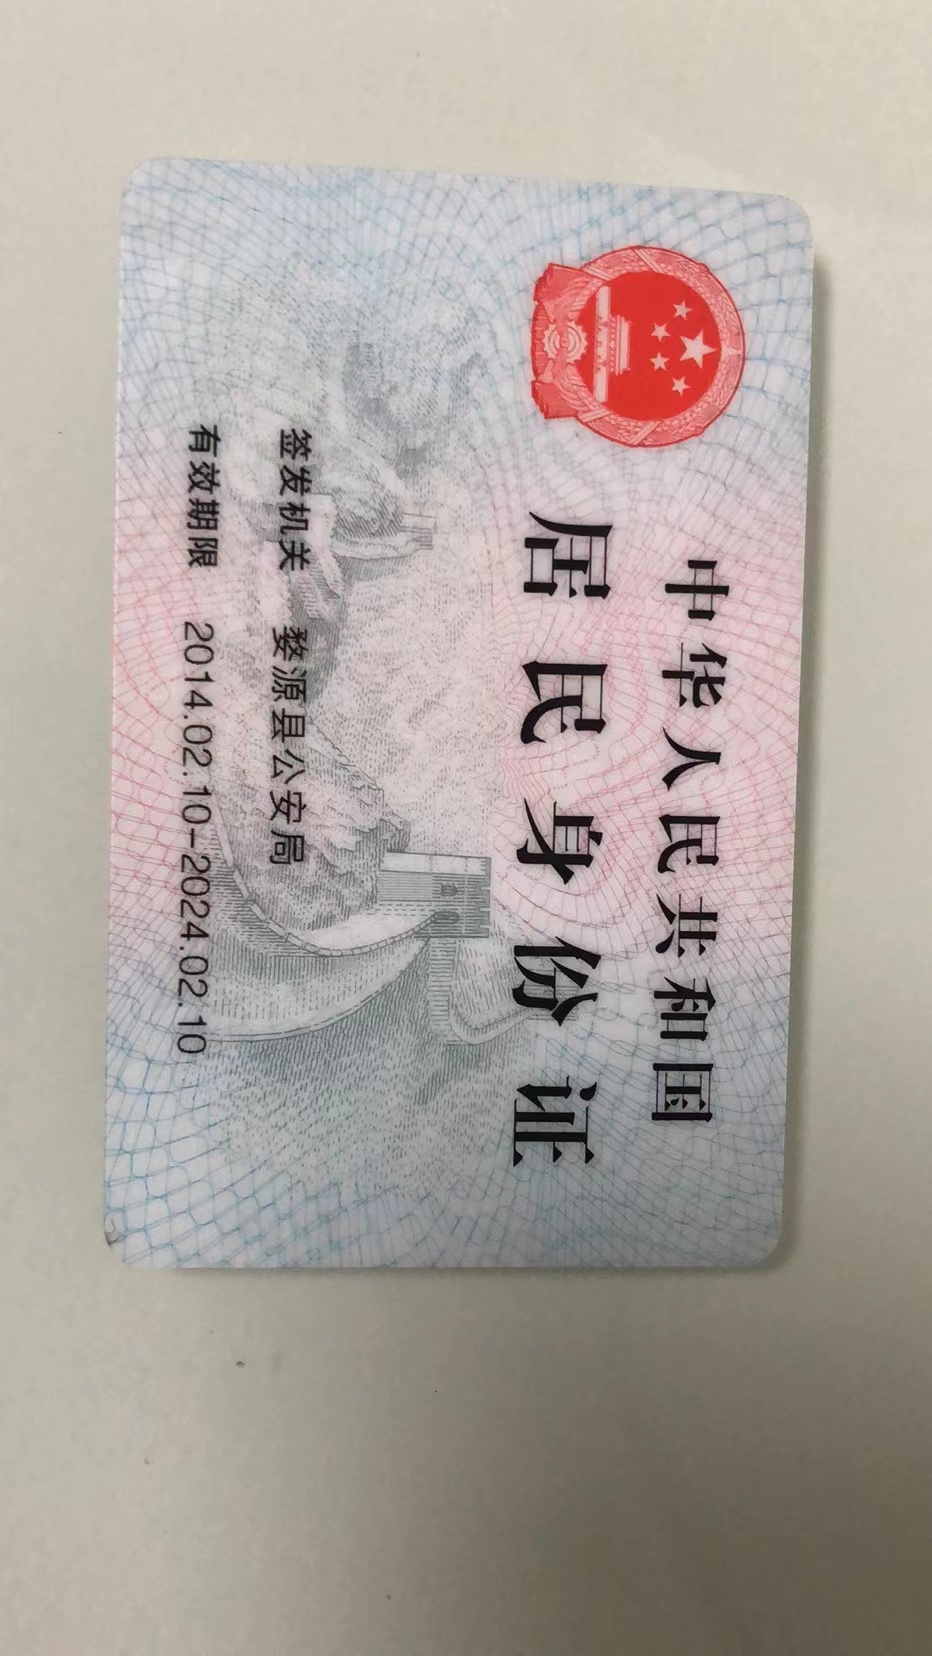 中华人民共和国
居民身份证
签发机关 婺源县公安局
有效期限 2014.02.10-2024.02.10